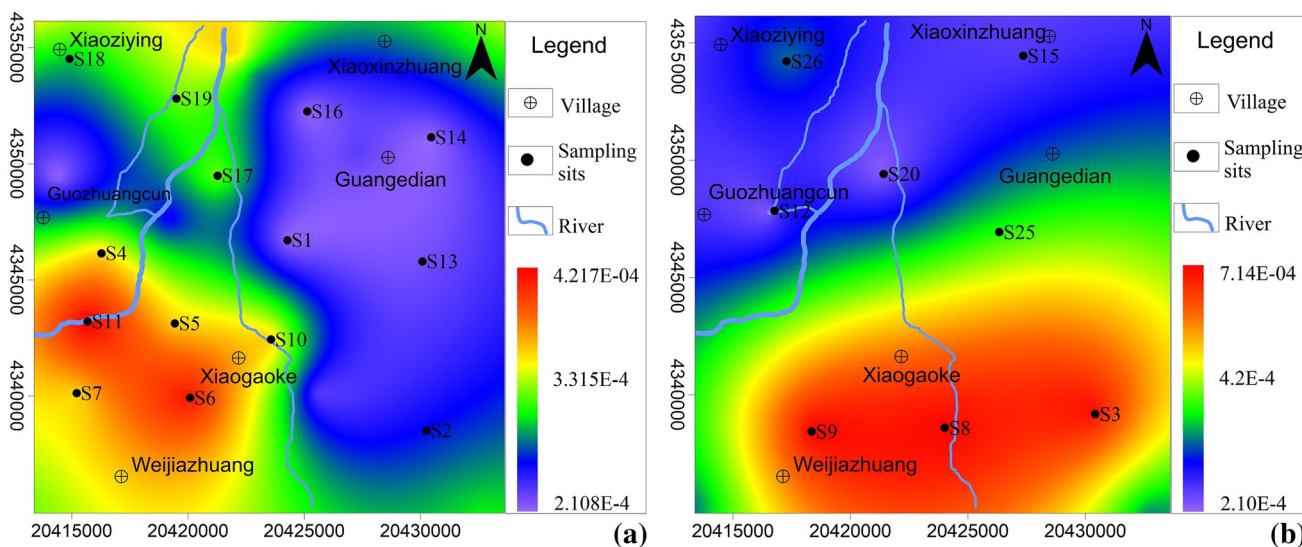 (a)
4355000
4350000
4345000
4340000
20415000 20420000 20425000 20430000
Xiaoziying
S18
S19
Xiaoxinzhuang
S16
S14
Guangedian
S17
Guozhuangcun
S1
S13
S4
S11
S5
S10
Xiaogaoke
S7
S6
S2
Weijiazhuang
N
Legend
Village
Sampling
sits
River
4.217E-04
3.315E-4
2.108E-4
(b)
4355000
4350000
4345000
4340000
20415000 20420000 20425000 20430000
Xiaoziying
S26
Xiaoxinzhuang
S15
Guangedian
S20
Guozhuangcun
S12
S25
Xiaogaoke
S3
S9
S8
Weijiazhuang
N
Legend
Village
Sampling
sits
River
7.14E-04
4.2E-4
2.10E-4